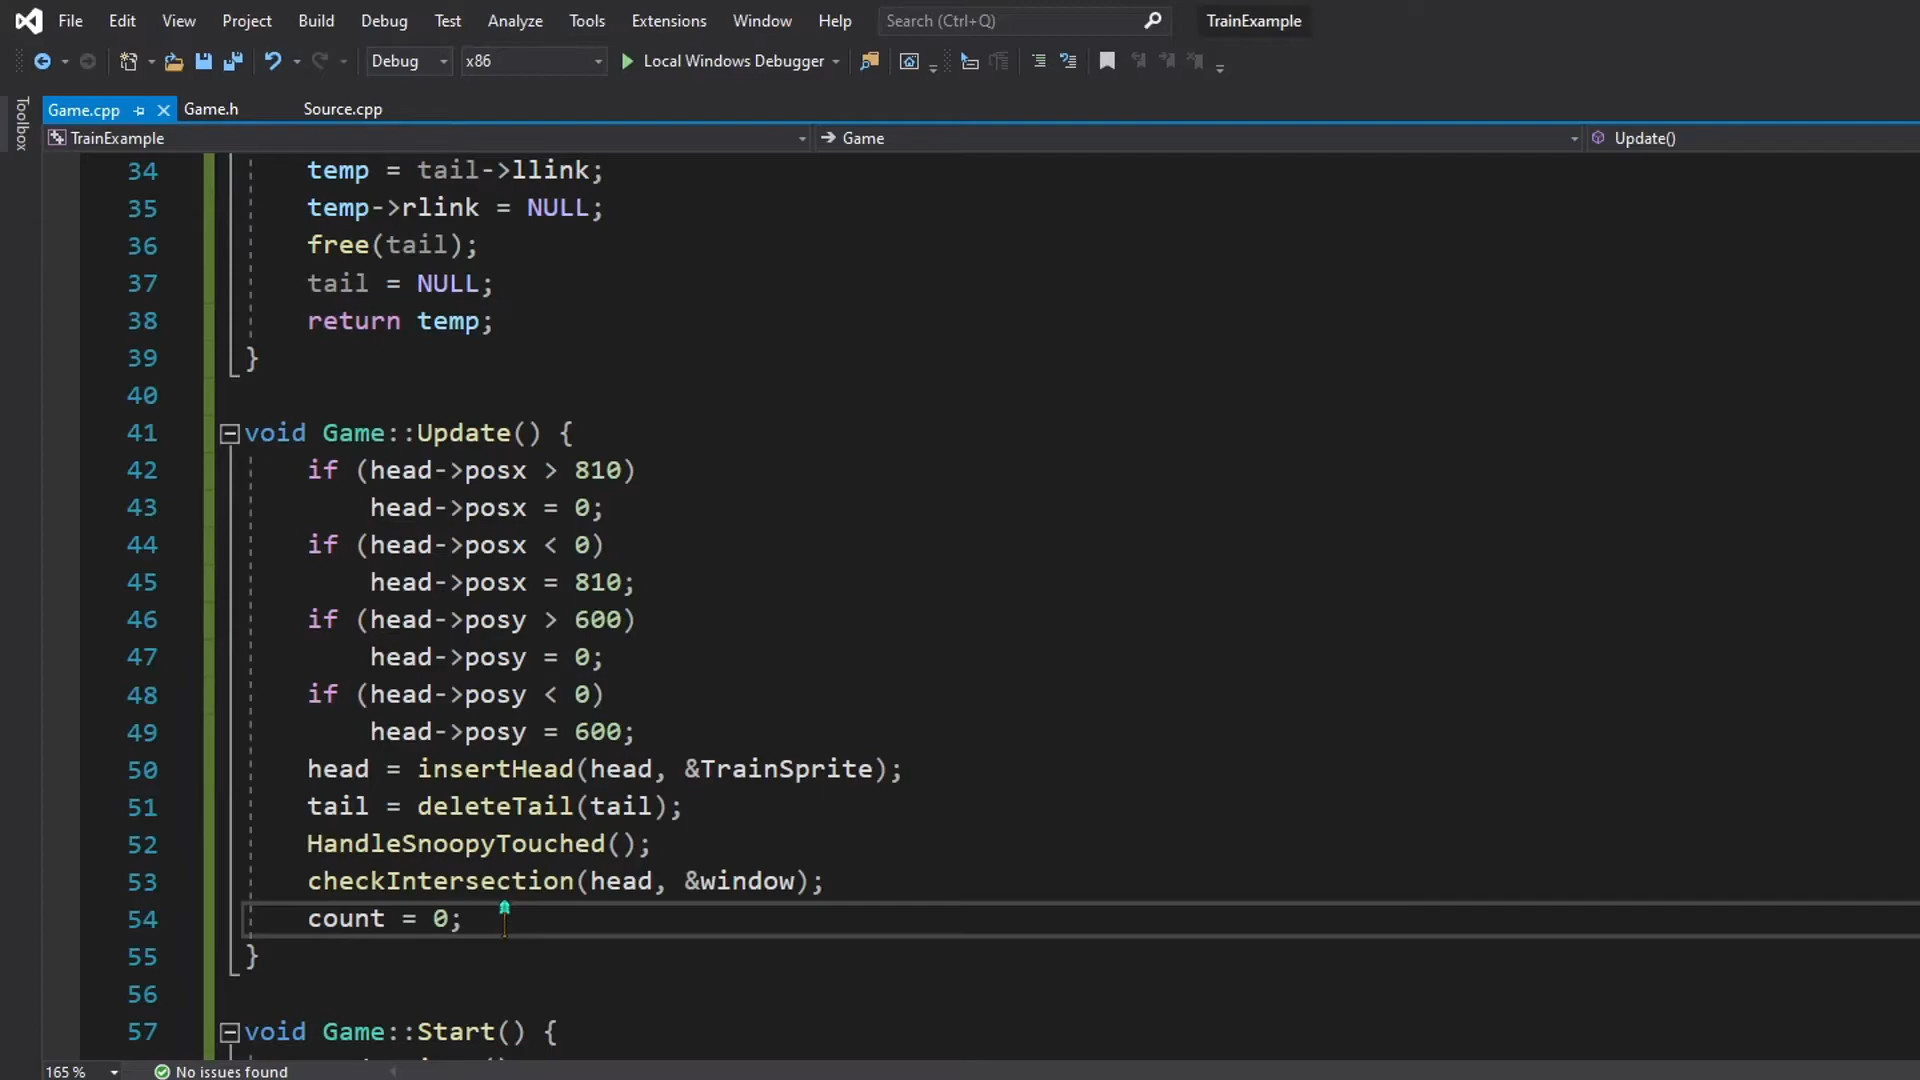 File Edit View Project Build Debug Test Analyze Tools Extensions Window Help Search (Ctrl+Q) TrainExample
Debug x86 Local Windows Debugger
Toolbox
Game.cpp Game.h Source.cpp
TrainExample Game Update()
34 temp = tail->llink;
35 temp->rlink = NULL;
36 free(tail);
37 tail = NULL;
38 return temp;
39 }
40
41 void Game::Update() {
42 if (head->posx > 810)
43 head->posx = 0;
44 if (head->posx < 0)
45 head->posx = 810;
46 if (head->posy > 600)
47 head->posy = 0;
48 if (head->posy < 0)
49 head->posy = 600;
50 head = insertHead(head, &TrainSprite);
51 tail = deleteTail(tail);
52 HandleSnoopyTouched();
53 checkIntersection(head, &window);
54 count = 0;
55 }
56
57 void Game::Start() {
165 % No issues found